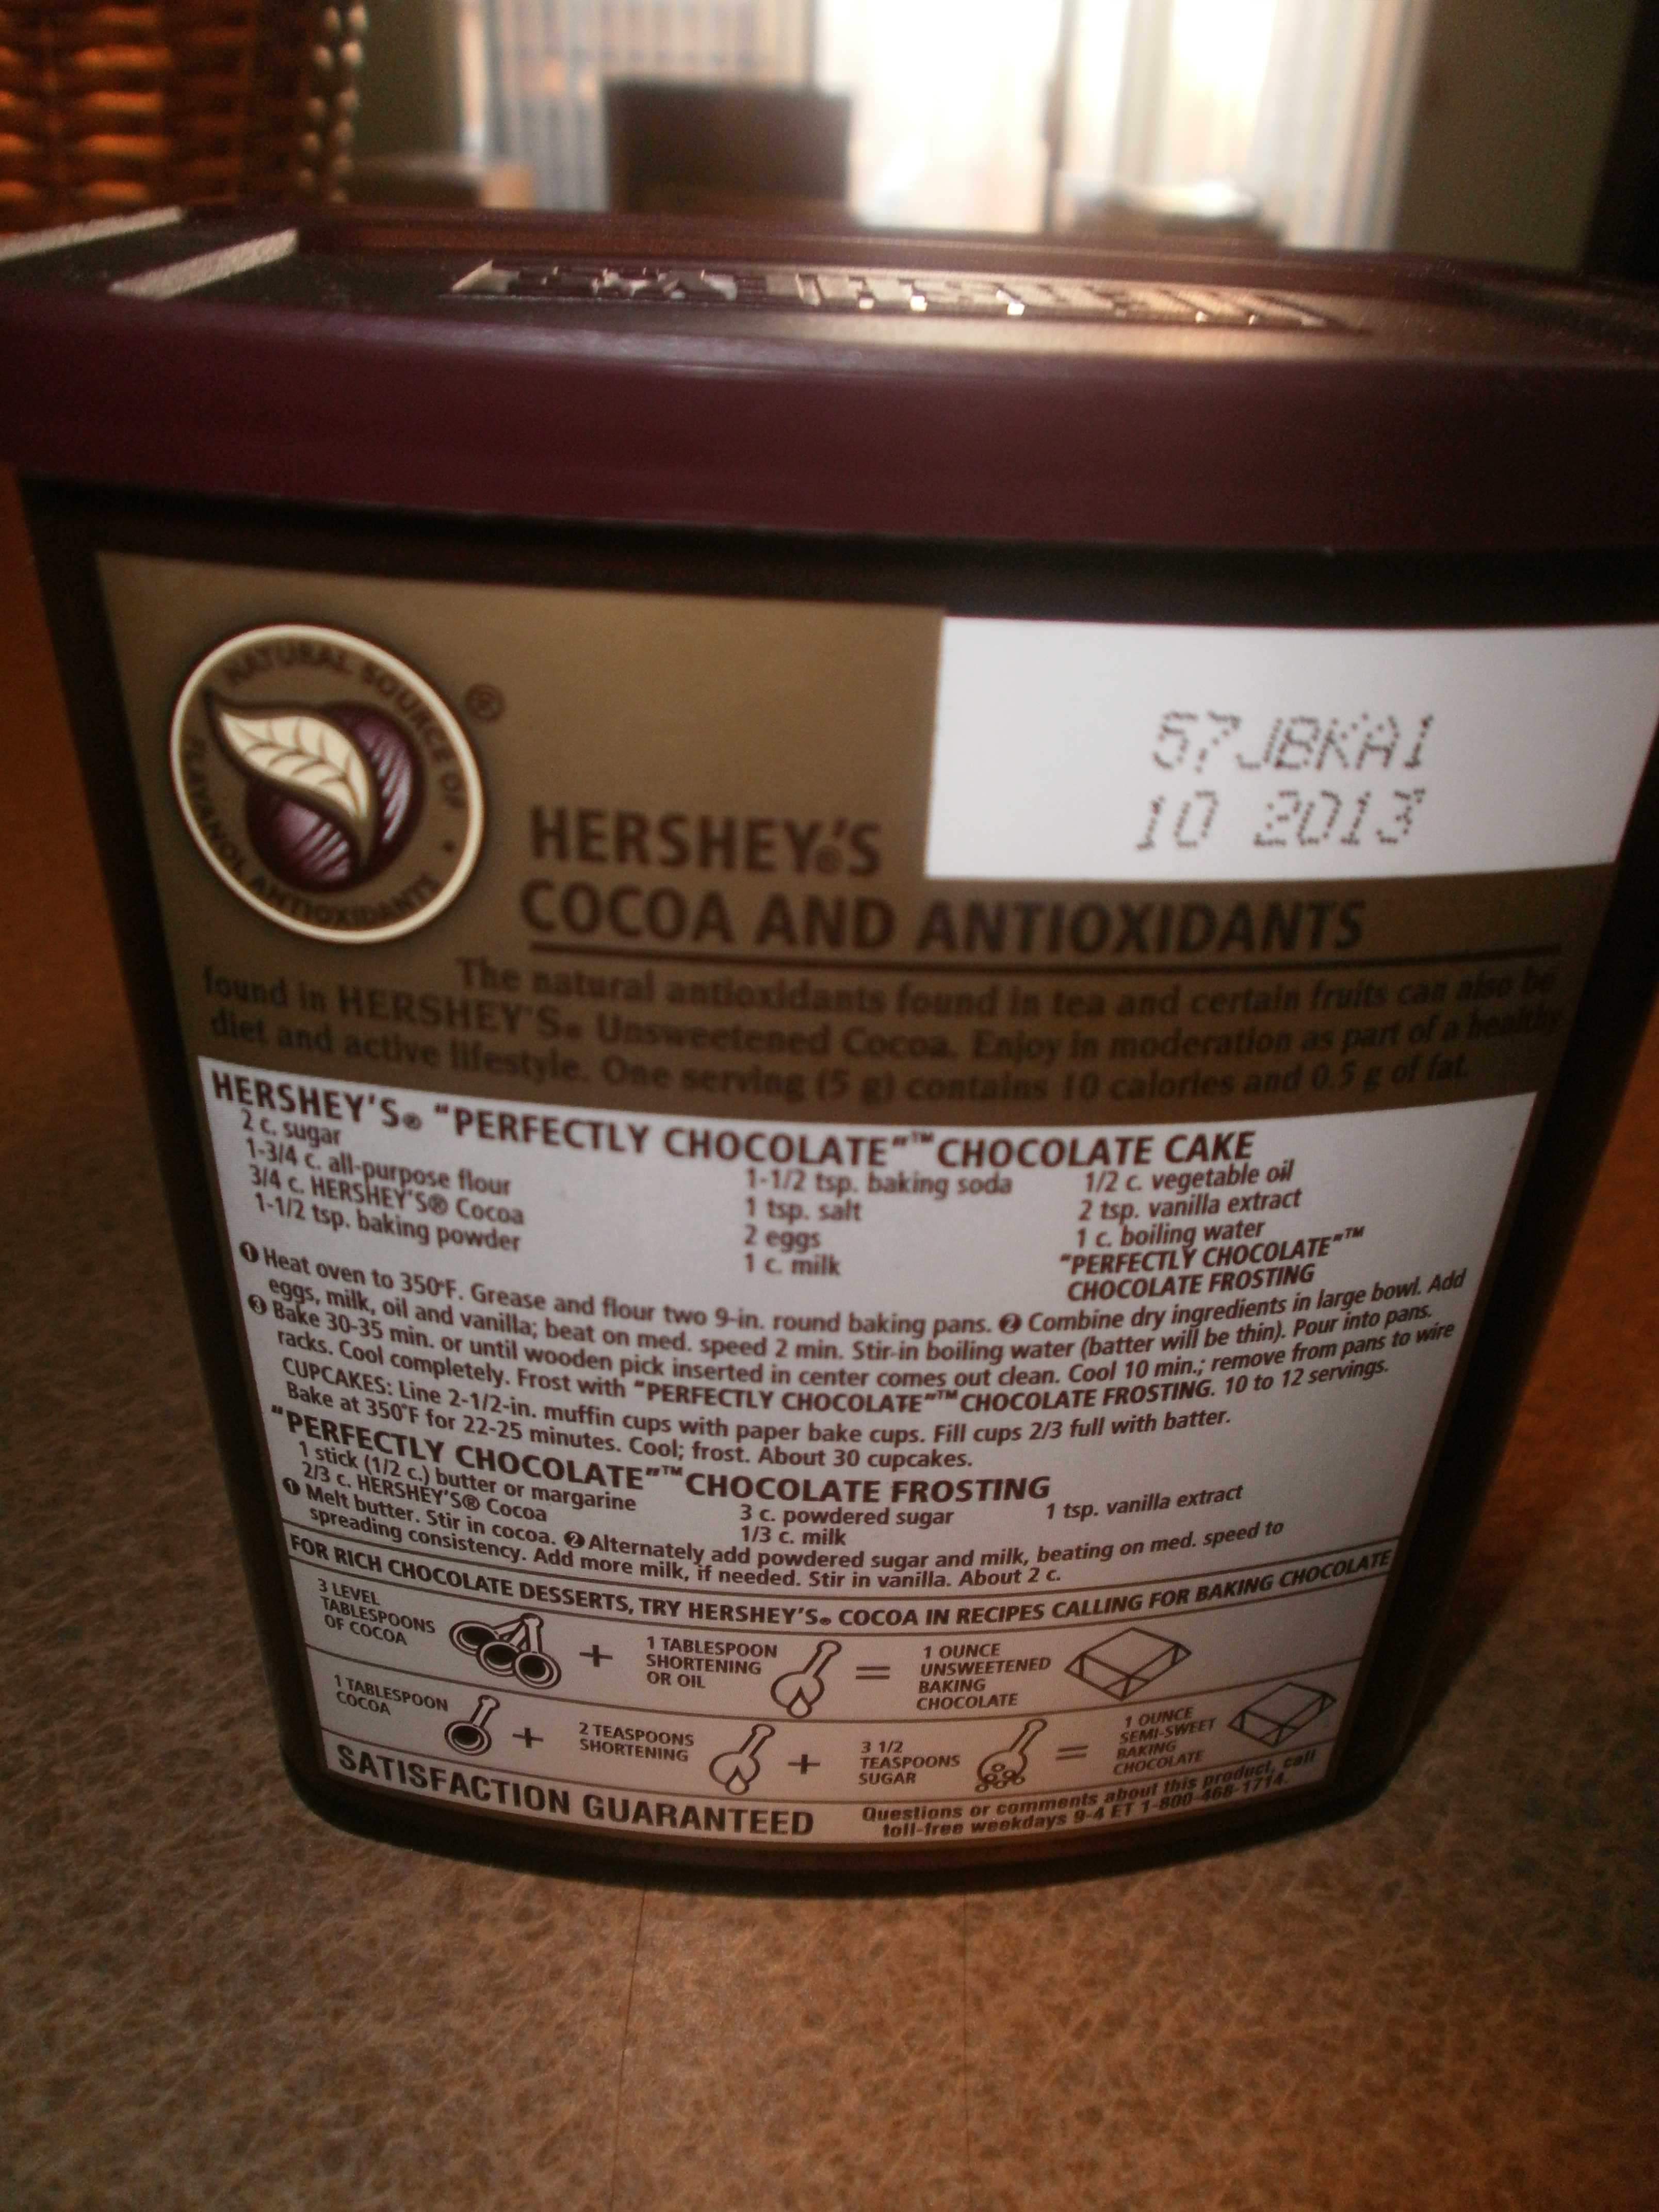 HERSHEY'S
NATURAL SOURCE OF
FLAVANOL ANTIOXIDANTS •
®
57JBKA1
10 2013
HERSHEY®'S
COCOA AND ANTIOXIDANTS
The natural antioxidants found in tea and certain fruits can also be
found in HERSHEY'S® Unsweetened Cocoa. Enjoy in moderation as part of a healthy
diet and active lifestyle. One serving (5 g) contains 10 calories and 0.5 g of fat.
HERSHEY'S® "PERFECTLY CHOCOLATE"™ CHOCOLATE CAKE
2 c. sugar
1-3/4 c. all-purpose flour
3/4 c. HERSHEY'S® Cocoa
1-1/2 tsp. baking powder
1-1/2 tsp. baking soda
1 tsp. salt
2 eggs
1 c. milk
1/2 c. vegetable oil
2 tsp. vanilla extract
1 c. boiling water
"PERFECTLY CHOCOLATE"™
CHOCOLATE FROSTING
❶ Heat oven to 350°F. Grease and flour two 9-in. round baking pans. ❷ Combine dry ingredients in large bowl. Add
eggs, milk, oil and vanilla; beat on med. speed 2 min. Stir-in boiling water (batter will be thin). Pour into pans.
❸ Bake 30-35 min. or until wooden pick inserted in center comes out clean. Cool 10 min.; remove from pans to wire
racks. Cool completely. Frost with "PERFECTLY CHOCOLATE"™ CHOCOLATE FROSTING. 10 to 12 servings.
CUPCAKES: Line 2-1/2-in. muffin cups with paper bake cups. Fill cups 2/3 full with batter.
Bake at 350°F for 22-25 minutes. Cool; frost. About 30 cupcakes.
"PERFECTLY CHOCOLATE"™ CHOCOLATE FROSTING
1 stick (1/2 c.) butter or margarine
2/3 c. HERSHEY'S® Cocoa
3 c. powdered sugar
1/3 c. milk
1 tsp. vanilla extract
❶ Melt butter. Stir in cocoa. ❷ Alternately add powdered sugar and milk, beating on med. speed to
spreading consistency. Add more milk, if needed. Stir in vanilla. About 2 c.
FOR RICH CHOCOLATE DESSERTS, TRY HERSHEY'S® COCOA IN RECIPES CALLING FOR BAKING CHOCOLATE
3 LEVEL
TABLESPOONS
OF COCOA
+
1 TABLESPOON
SHORTENING
OR OIL
=
1 OUNCE
UNSWEETENED
BAKING
CHOCOLATE
1 TABLESPOON
COCOA
+
2 TEASPOONS
SHORTENING
+
3 1/2
TEASPOONS
SUGAR
=
1 OUNCE
SEMI-SWEET
BAKING
CHOCOLATE
SATISFACTION GUARANTEED
Questions or comments about this product, call
toll-free weekdays 9-4 ET 1-800-468-1714.